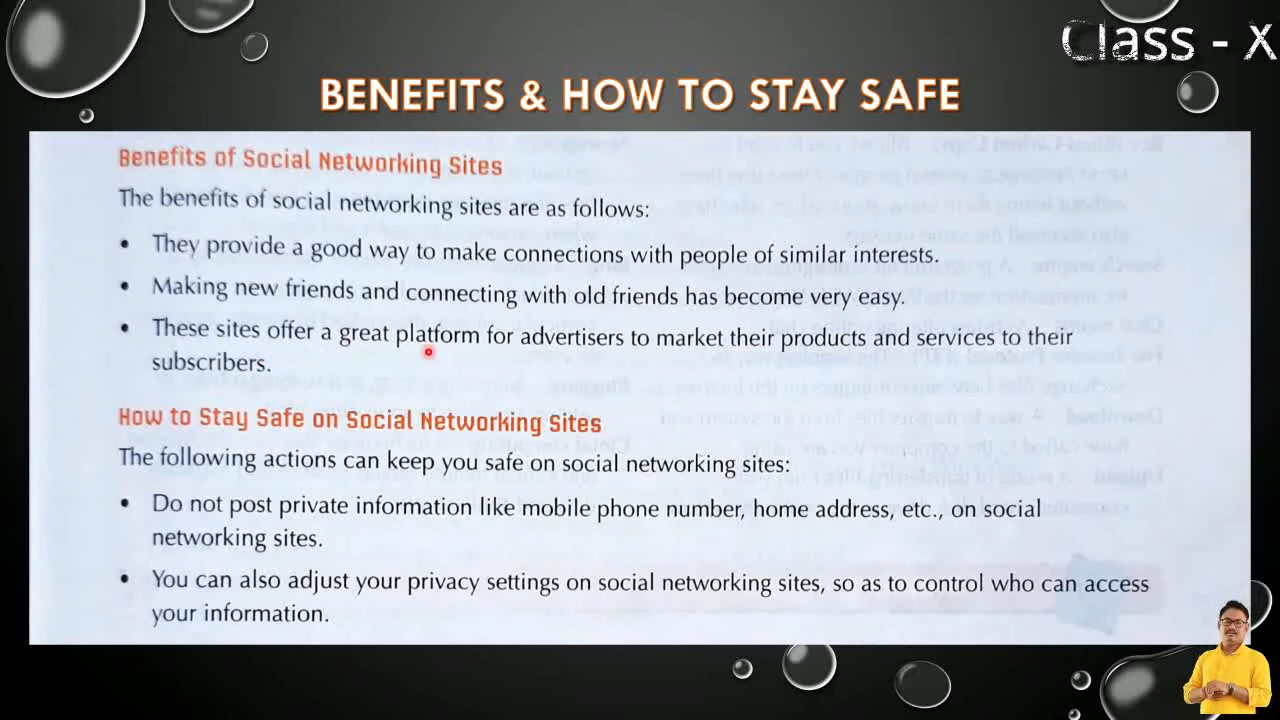 Class - X
BENEFITS & HOW TO STAY SAFE
Benefits of Social Networking Sites
The benefits of social networking sites are as follows:
• They provide a good way to make connections with people of similar interests.
• Making new friends and connecting with old friends has become very easy.
• These sites offer a great platform for advertisers to market their products and services to their
subscribers.
How to Stay Safe on Social Networking Sites
The following actions can keep you safe on social networking sites:
• Do not post private information like mobile phone number, home address, etc., on social
networking sites.
• You can also adjust your privacy settings on social networking sites, so as to control who can access
your information.